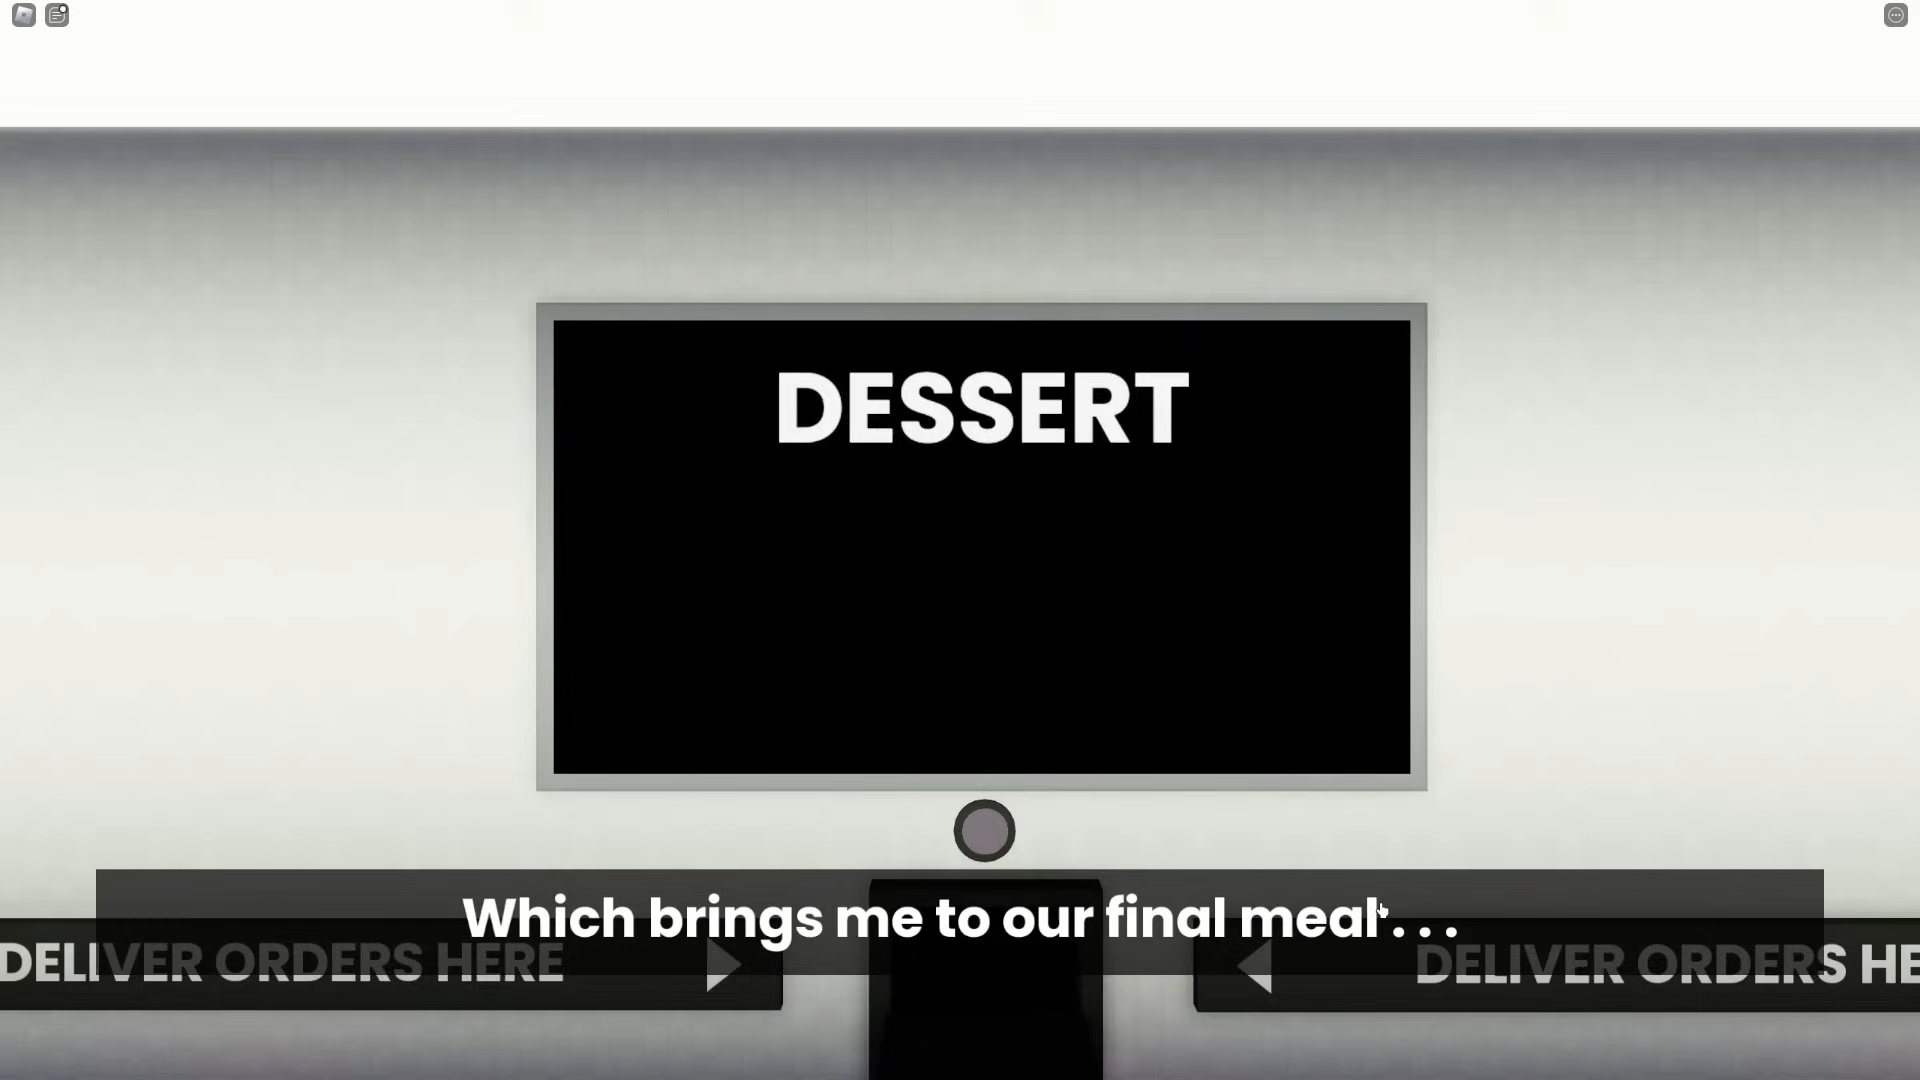 DESSERT
Which brings me to our final meal . . .
DELIVER ORDERS HERE
DELIVER ORDERS HE